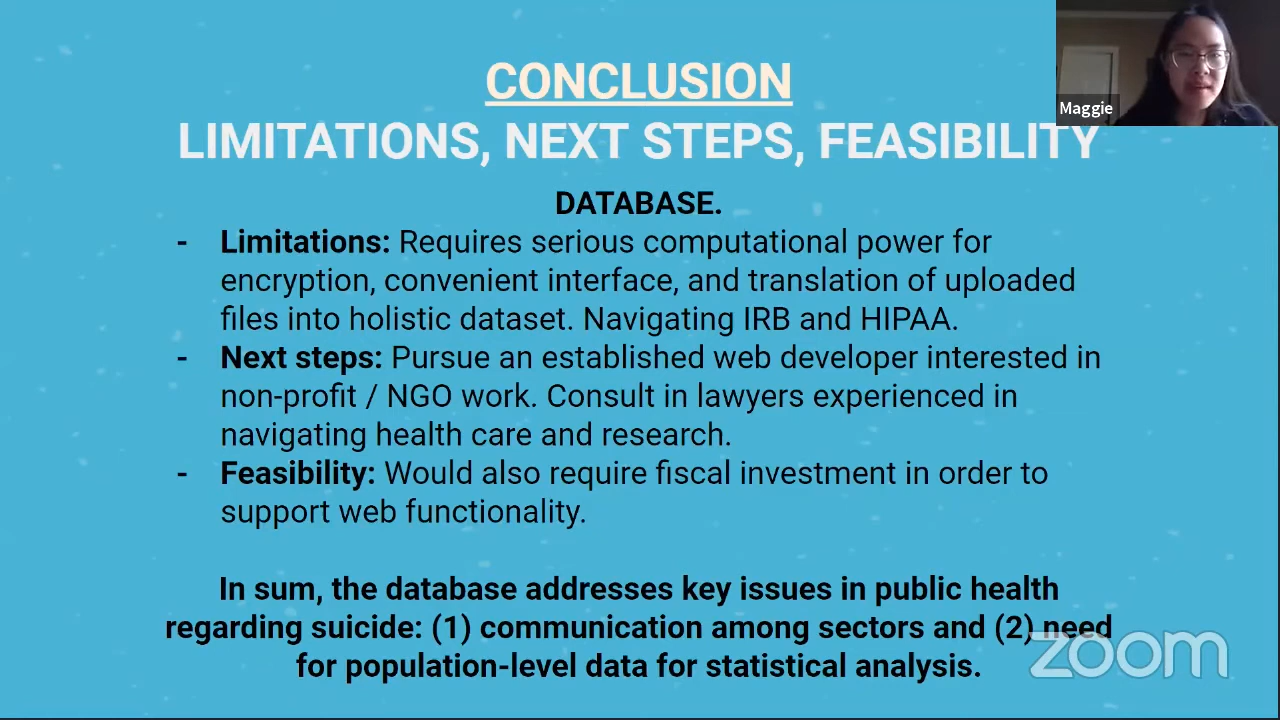 CONCLUSION
Maggie
LIMITATIONS, NEXT STEPS, FEASIBILITY
DATABASE.
- Limitations: Requires serious computational power for
encryption, convenient interface, and translation of uploaded
files into holistic dataset. Navigating IRB and HIPAA.
- Next steps: Pursue an established web developer interested in
non-profit / NGO work. Consult in lawyers experienced in
navigating health care and research.
- Feasibility: Would also require fiscal investment in order to
support web functionality.
In sum, the database addresses key issues in public health
regarding suicide: (1) communication among sectors and (2) need
for population-level data for statistical analysis.
zoom